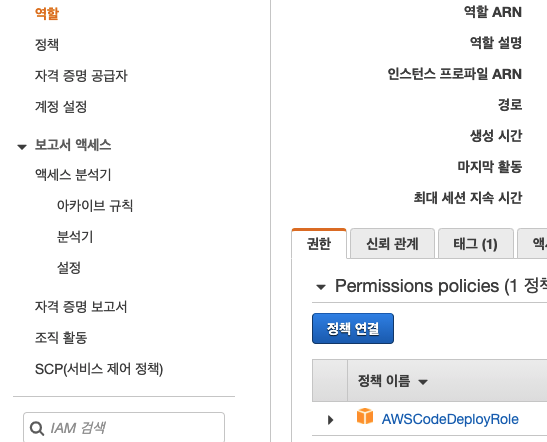 역할
정책
자격 증명 공급자
계정 설정
보고서 액세스
액세스 분석기
아카이브 규칙
분석기
설정
자격 증명 보고서
조직 활동
SCP(서비스 제어 정책)
IAM 검색
역할 ARN
역할 설명
인스턴스 프로파일 ARN
경로
생성 시간
마지막 활동
최대 세션 지속 시간
권한 신뢰 관계 태그 (1)
Permissions policies (1 정책
정책 연결
정책 이름
AWSCodeDeployRole